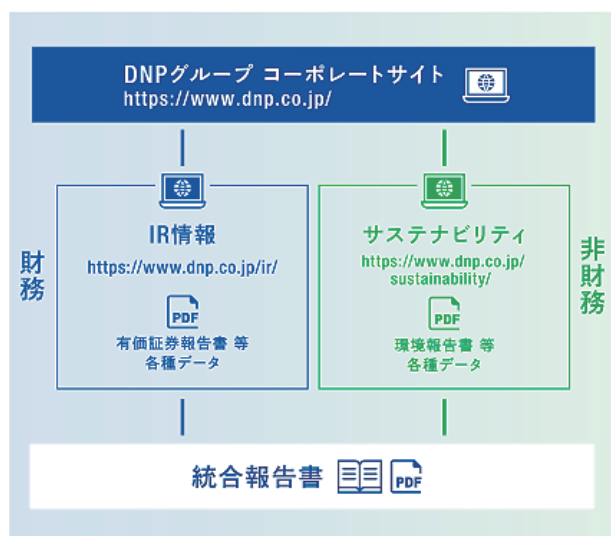 DNPグループ コーポレートサイト
https://www.dnp.co.jp/
財務
IR情報
https://www.dnp.co.jp/ir/
PDF
有価証券報告書 等
各種データ
サステナビリティ
https://www.dnp.co.jp/
sustainability/
PDF
環境報告書 等
各種データ
非財務
統合報告書
PDF